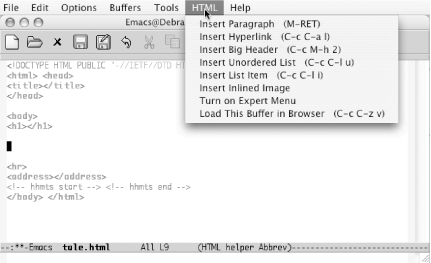 File Edit Options Buffers Tools HTML Help
Emacs@Debra
Insert Paragraph (M-RET)
Insert Hyperlink (C-c C-a l)
Insert Big Header (C-c M-h 2)
Insert Unordered List (C-c C-l u)
Insert List Item (C-c C-l i)
Insert Inlined Image
Turn on Expert Menu
Load This Buffer in Browser (C-c C-z v)
<!DOCTYPE HTML PUBLIC "-//IETF//DTD HTM
<html> <head>
<title></title>
</head>
<body>
<h1></h1>
<hr>
<address></address>
<!-- hhmts start --> <!-- hhmts end -->
</body> </html>
--:**-Emacs tale.html All L9 (HTML helper Abbrev)